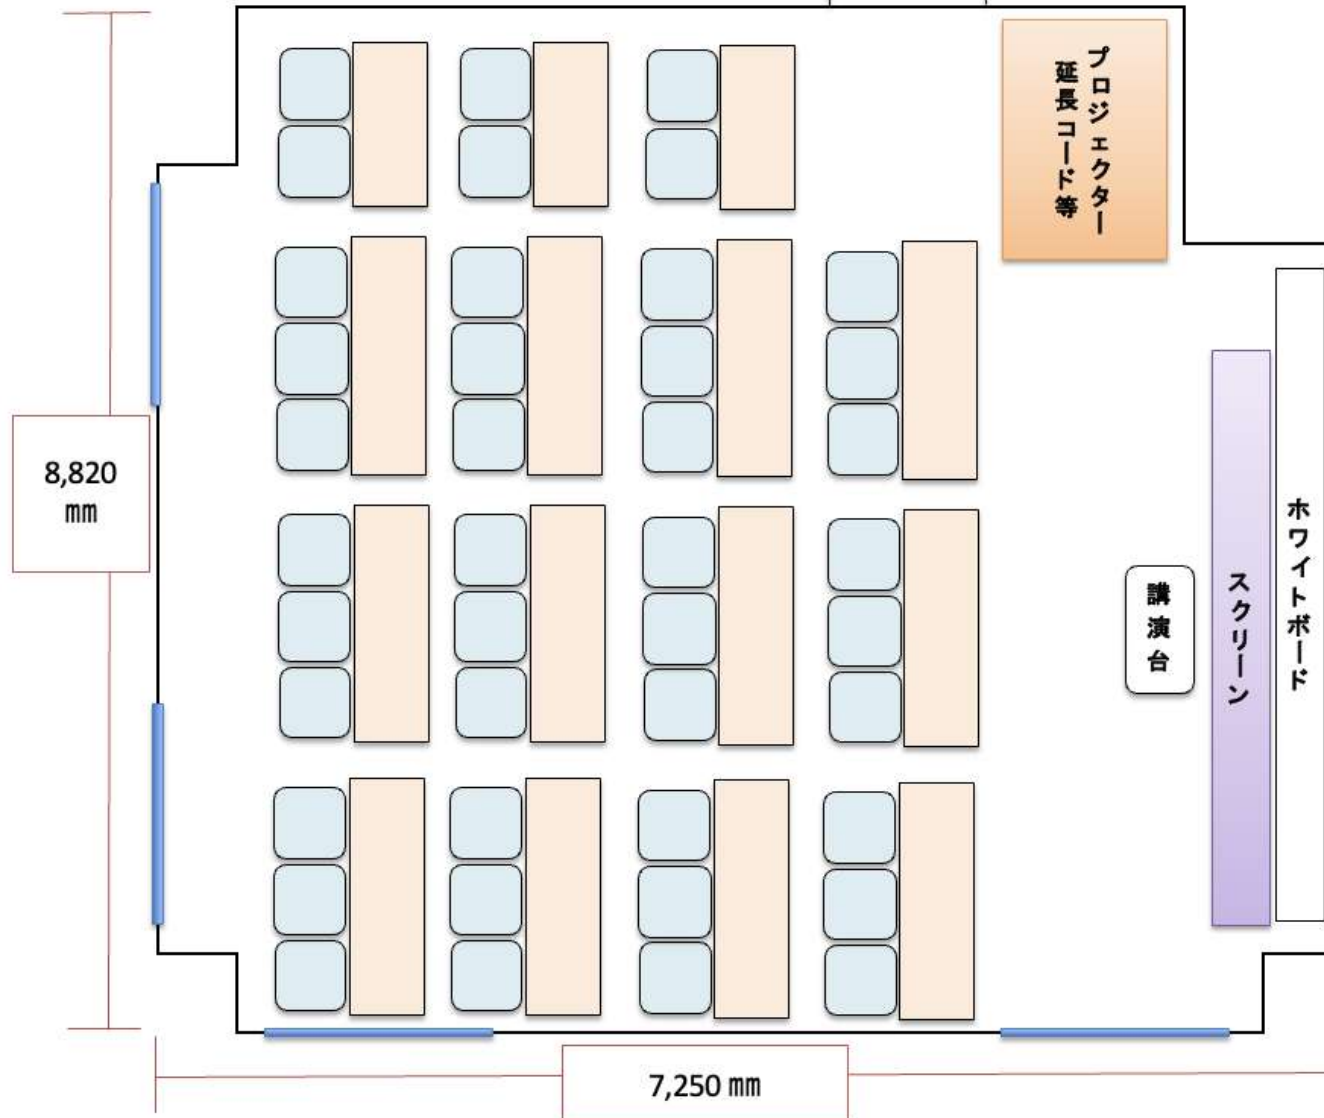 プロジェクター
延長コード等
8,820
㎜
ホワイトボード
スクリーン
講演台
7,250 ㎜